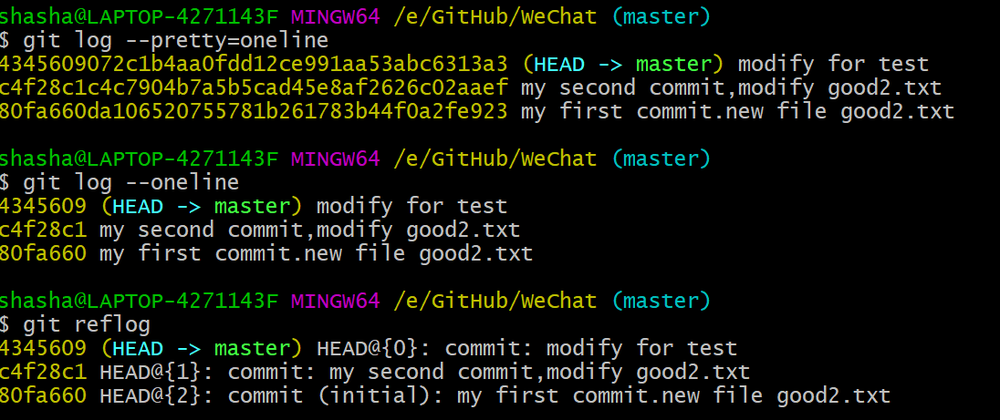 shasha@LAPTOP-4271143F MINGW64 /e/GitHub/WeChat (master)
$ git log --pretty=oneline
4345609072c1b4aa0fdd12ce991aa53abc6313a3 (HEAD -> master) modify for test
c4f28c1c4c7904b7a5b5cad45e8af2626c02aaef my second commit,modify good2.txt
80fa660da106520755781b261783b44f0a2fe923 my first commit.new file good2.txt
shasha@LAPTOP-4271143F MINGW64 /e/GitHub/WeChat (master)
$ git log --oneline
4345609 (HEAD -> master) modify for test
c4f28c1 my second commit,modify good2.txt
80fa660 my first commit.new file good2.txt
shasha@LAPTOP-4271143F MINGW64 /e/GitHub/WeChat (master)
$ git reflog
4345609 (HEAD -> master) HEAD@{0}: commit: modify for test
c4f28c1 HEAD@{1}: commit: my second commit,modify good2.txt
80fa660 HEAD@{2}: commit (initial): my first commit.new file good2.txt